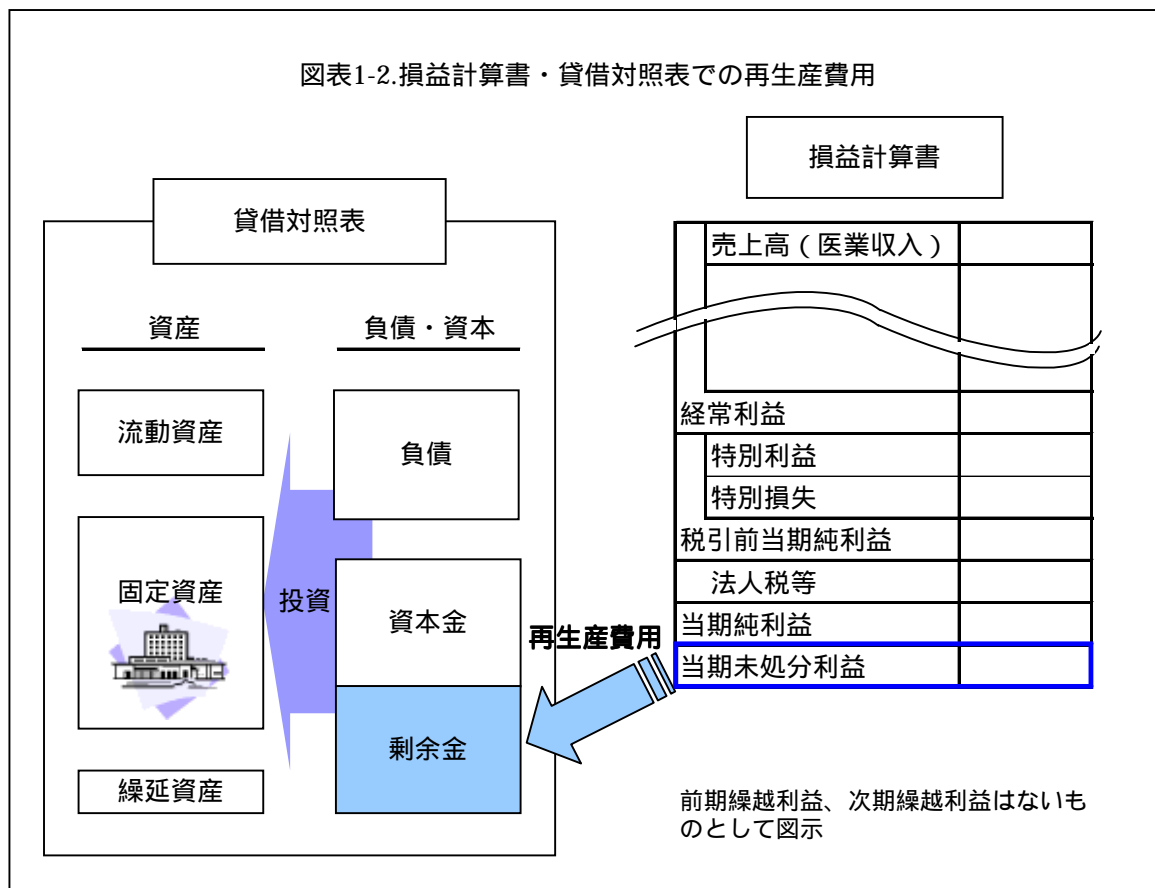 図表1-2.損益計算書・貸借対照表での再生産費用
損益計算書
貸借対照表
売上高（医業収入）
資産
負債・資本
流動資産
負債
経常利益
特別利益
特別損失
税引前当期純利益
固定資産
投資
資本金
法人税等
当期純利益
再生産費用
当期未処分利益
剰余金
繰延資産
前期繰越利益、次期繰越利益はないも
のとして図示